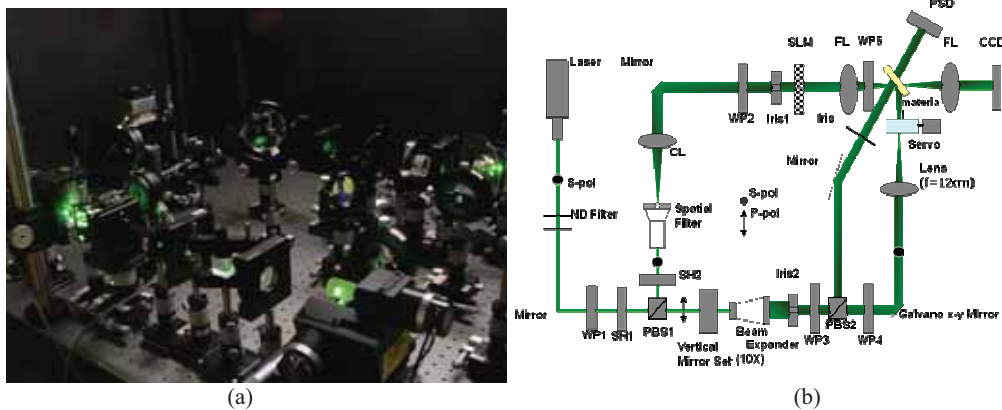 PSD
SLM
FL
WP5
FL
CCD
Laser
Mirror
WP2
Iris1
Iris
materia
Servo
CL
Mirror
Lens
(f=12cm)
S-pol
S-pol
P-pol
ND Filter
Spatial
Filter
SH2
Iris2
Mirror
WP1
SH1
PBS1
Vertical
Mirror Set
Beam
Expander
(10X)
WP3
PBS2
WP4
Galvano x-y Mirror
(a)
(b)